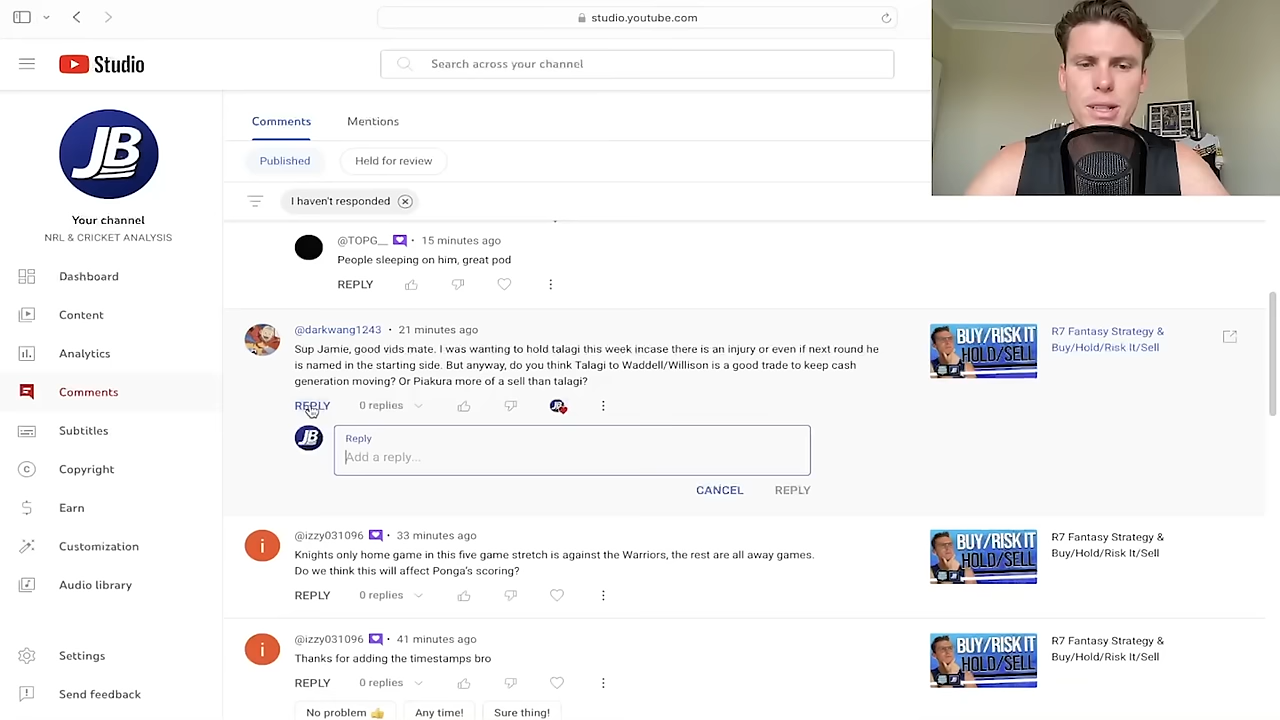 studio.youtube.com
Studio
Search across your channel
JB
Your channel
NRL & CRICKET ANALYSIS
Dashboard
Content
Analytics
Comments
Subtitles
Copyright
Earn
Customization
Audio library
Settings
Send feedback
Comments
Mentions
Published
Held for review
I haven't responded
@TOPG__ • 15 minutes ago
People sleeping on him, great pod
REPLY
@darkwang1243 • 21 minutes ago
Sup Jamie, good vids mate. I was wanting to hold talagi this week incase there is an injury or even if next round he
is named in the starting side. But anyway, do you think Talagi to Waddell/Willison is a good trade to keep cash
generation moving? Or Piakura more of a sell than talagi?
REPLY
0 replies
JB
Reply
Add a reply...
CANCEL
REPLY
BUY/RISK IT
HOLD/SELL
R7 Fantasy Strategy &
Buy/Hold/Risk It/Sell
i
@izzy031096 • 33 minutes ago
Knights only home game in this five game stretch is against the Warriors, the rest are all away games.
we think this will affect Ponga's scoring?
REPLY
0 replies
BUY/RISK IT
HOLD/SELL
R7 Fantasy Strategy &
Buy/Hold/Risk It/Sell
i
@izzy031096 • 41 minutes ago
Thanks for adding the timestamps bro
REPLY
0 replies
No problem 👍
Any time!
Sure thing!
BUY/RISK IT
HOLD/SELL
R7 Fantasy Strategy &
Buy/Hold/Risk It/Sell